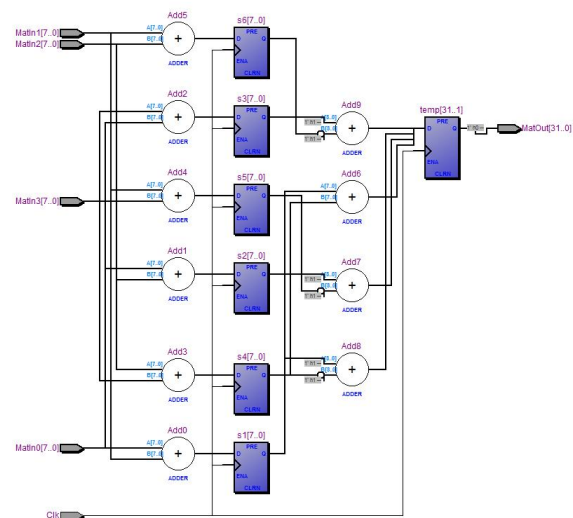 Add5
s6[7..0]
MatIn1[7..0]
MatIn2[7..0]
A[7..0]
B[7..0]
ADDER
PRE
D Q
ENA
CLRN
Add2
s3[7..0]
A[7..0]
B[7..0]
ADDER
PRE
D Q
ENA
CLRN
Add9
ADDER
temp[31..1]
PRE
D Q
ENA
CLRN
MatOut[31..0]
Add4
s5[7..0]
MatIn3[7..0]
A[7..0]
B[7..0]
ADDER
PRE
D Q
ENA
CLRN
Add6
A[7..0]
B[7..0]
ADDER
Add1
s2[7..0]
A[7..0]
B[7..0]
ADDER
PRE
D Q
ENA
CLRN
Add7
ADDER
Add3
s4[7..0]
A[7..0]
B[7..0]
ADDER
PRE
D Q
ENA
CLRN
Add8
ADDER
Add0
s1[7..0]
MatIn0[7..0]
A[7..0]
B[7..0]
ADDER
PRE
D Q
ENA
CLRN
Clk